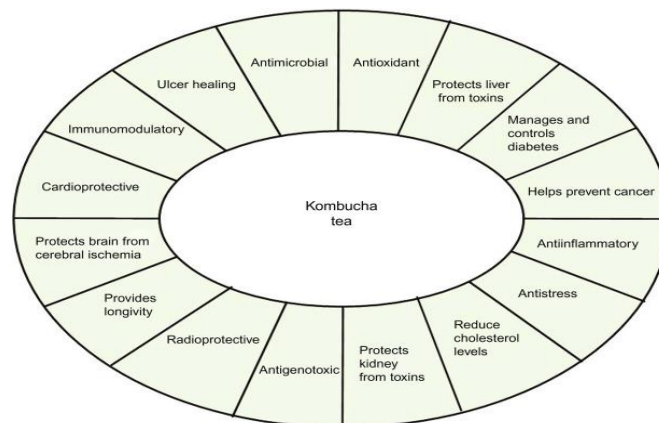 Antimicrobial
Antioxidant
Protects liver
from toxins
Manages and
controls
diabetes
Helps prevent cancer
Antiinflammatory
Antistress
Reduce
cholesterol
levels
Protects
kidney
from toxins
Antigenotoxic
Radioprotective
Provides
longivity
Protects brain from
cerebral ischemia
Cardioprotective
Immunomodulatory
Ulcer healing
Kombucha
tea